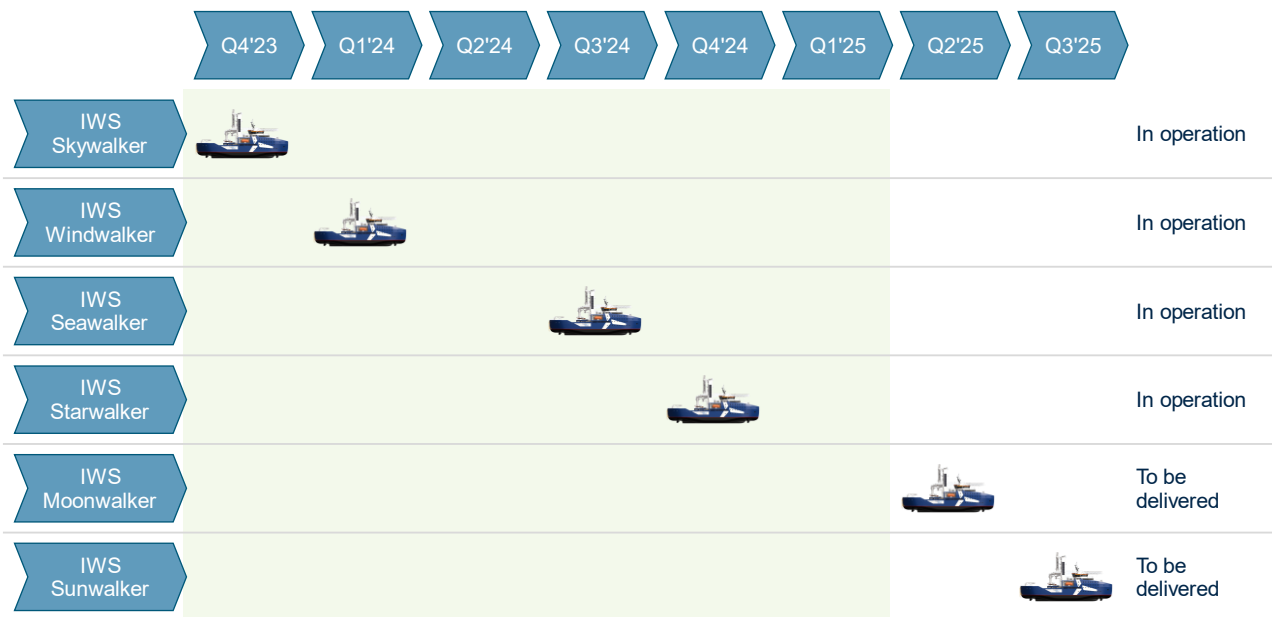 Q4'23
Q1'24
Q2'24
Q3'24
Q4'24
Q1'25
Q2'25
Q3'25
IWS
Skywalker
In operation
IWS
Windwalker
In operation
IWS
Seawalker
In operation
IWS
Starwalker
In operation
IWS
Moonwalker
To be
delivered
IWS
Sunwalker
To be
delivered